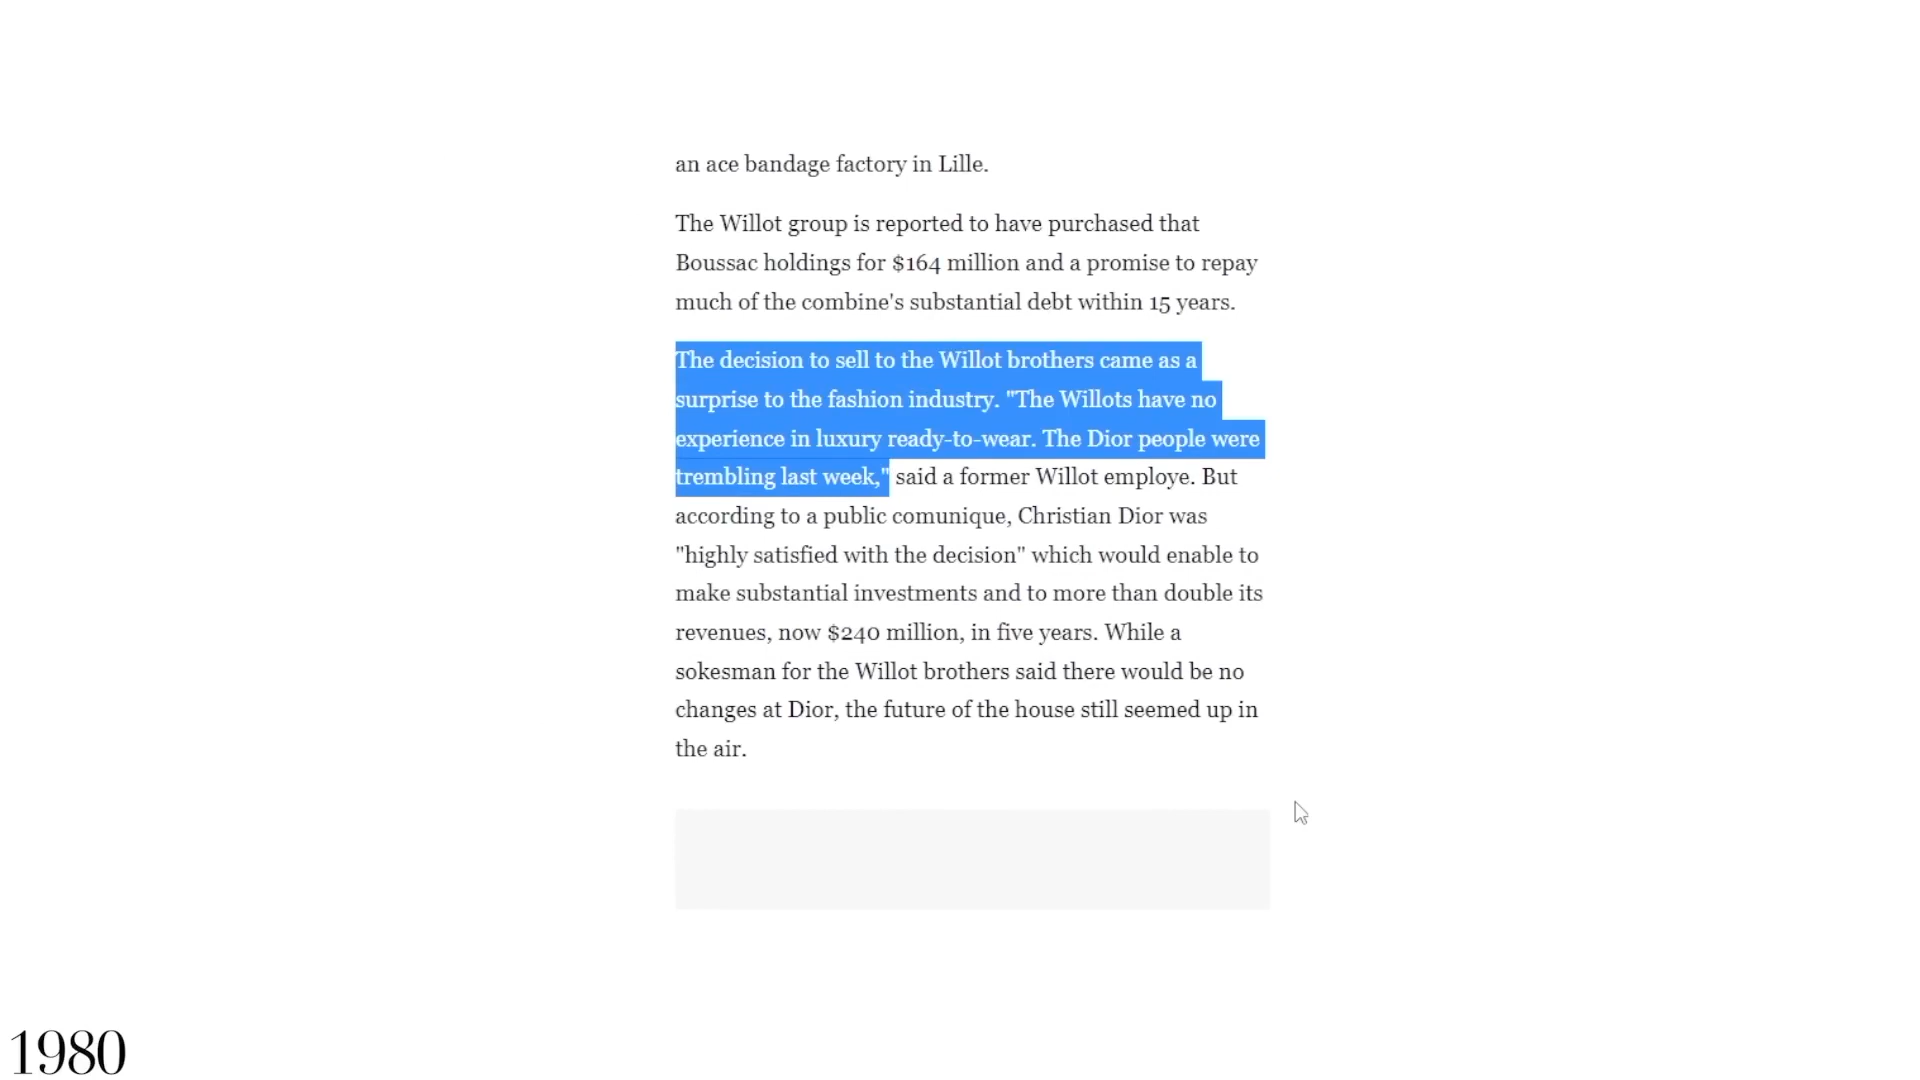 an ace bandage factory in Lille.
The Willot group is reported to have purchased that
Boussac holdings for $164 million and a promise to repay
much of the combine's substantial debt within 15 years.
The decision to sell to the Willot brothers came as a
surprise to the fashion industry. "The Willots have no
experience in luxury ready-to-wear. The Dior people were
trembling last week," said a former Willot employe. But
according to a public comunique, Christian Dior was
"highly satisfied with the decision" which would enable to
make substantial investments and to more than double its
revenues, now $240 million, in five years. While a
sokesman for the Willot brothers said there would be no
changes at Dior, the future of the house still seemed up in
the air.
1980